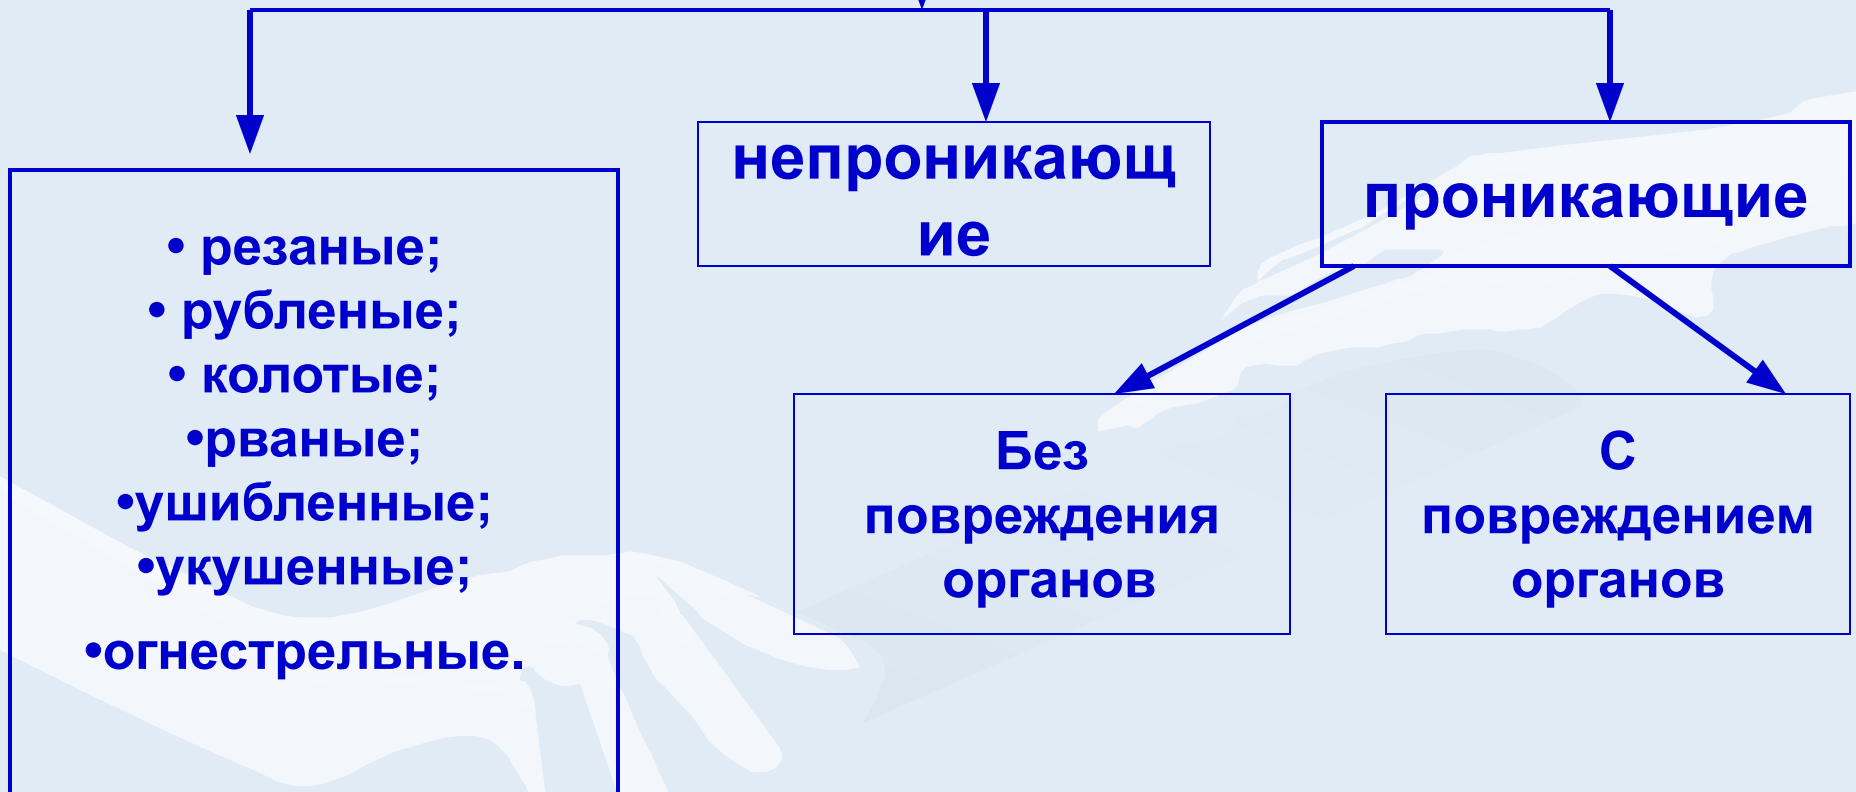 • резаные;
• рубленые;
• колотые;
•рваные;
•ушибленные;
•укушенные;
•огнестрельные.
непроникающ
ие
проникающие
Без
повреждения
органов
С
повреждением
органов